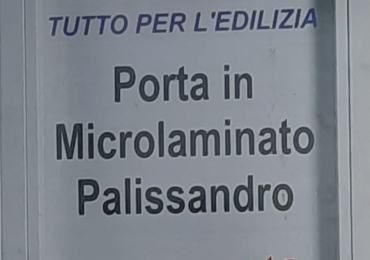 TUTTO PER L'EDILIZIA
Porta in
Microlaminato
Palissandro